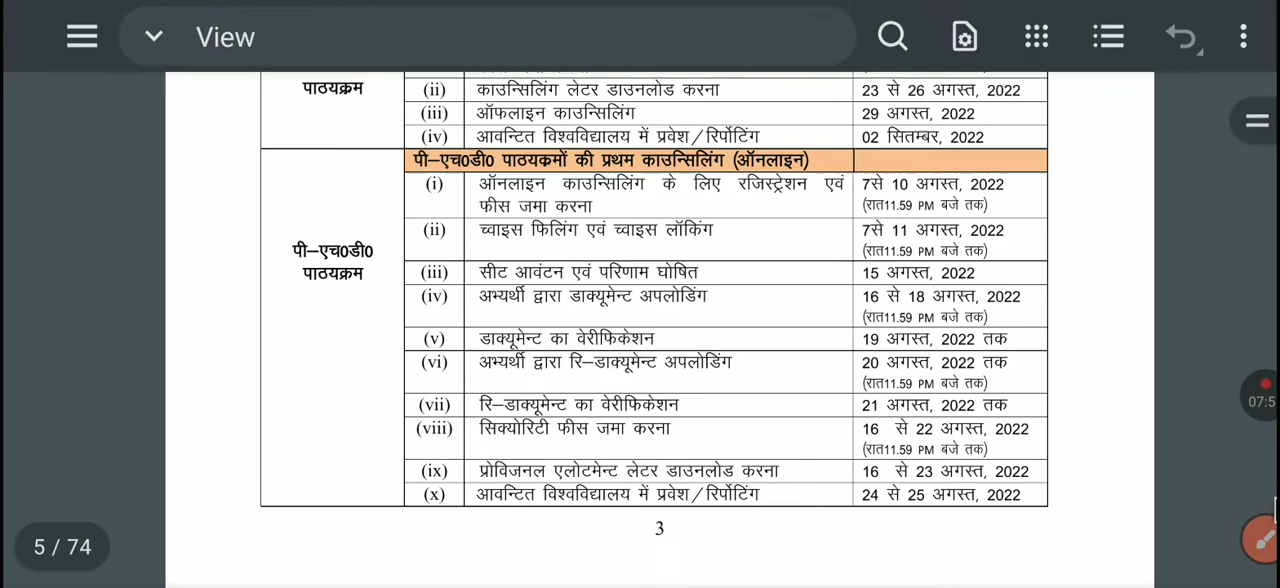 View
पाठयक्रम
(ii) काउन्सिलिंग लेटर डाउनलोड करना 23 से 26 अगस्त, 2022
(iii) ऑफलाइन काउन्सिलिंग 29 अगस्त, 2022
(iv) आवन्टित विश्वविद्यालय में प्रवेश/रिर्पोटिंग 02 सितम्बर, 2022
पी–एच0डी0 पाठयक्रमों की प्रथम काउन्सिलिंग (ऑनलाइन)
(i) ऑनलाइन काउन्सिलिंग के लिए रजिस्ट्रेशन एवं 7से 10 अगस्त, 2022
फीस जमा करना (रात11.59 PM बजे तक)
(ii) च्वाइस फिलिंग एवं च्वाइस लॉकिंग 7से 11 अगस्त, 2022
पी–एच0डी0 (रात11.59 PM बजे तक)
पाठयक्रम (iii) सीट आवंटन एवं परिणाम घोषित 15 अगस्त, 2022
(iv) अभ्यर्थी द्वारा डाक्यूमेन्ट अपलोडिंग 16 से 18 अगस्त, 2022
(रात11.59 PM बजे तक)
(v) डाक्यूमेन्ट का वेरीफिकेशन 19 अगस्त, 2022 तक
(vi) अभ्यर्थी द्वारा रि–डाक्यूमेन्ट अपलोडिंग 20 अगस्त, 2022 तक
(रात11.59 PM बजे तक)
(vii) रि–डाक्यूमेन्ट का वेरीफिकेशन 21 अगस्त, 2022 तक
(viii) सिक्योरिटी फीस जमा करना 16 से 22 अगस्त, 2022
(रात11.59 PM बजे तक)
(ix) प्रोविजनल एलोटमेन्ट लेटर डाउनलोड करना 16 से 23 अगस्त, 2022
(x) आवन्टित विश्वविद्यालय में प्रवेश/रिर्पोटिंग 24 से 25 अगस्त, 2022
3
5 / 74